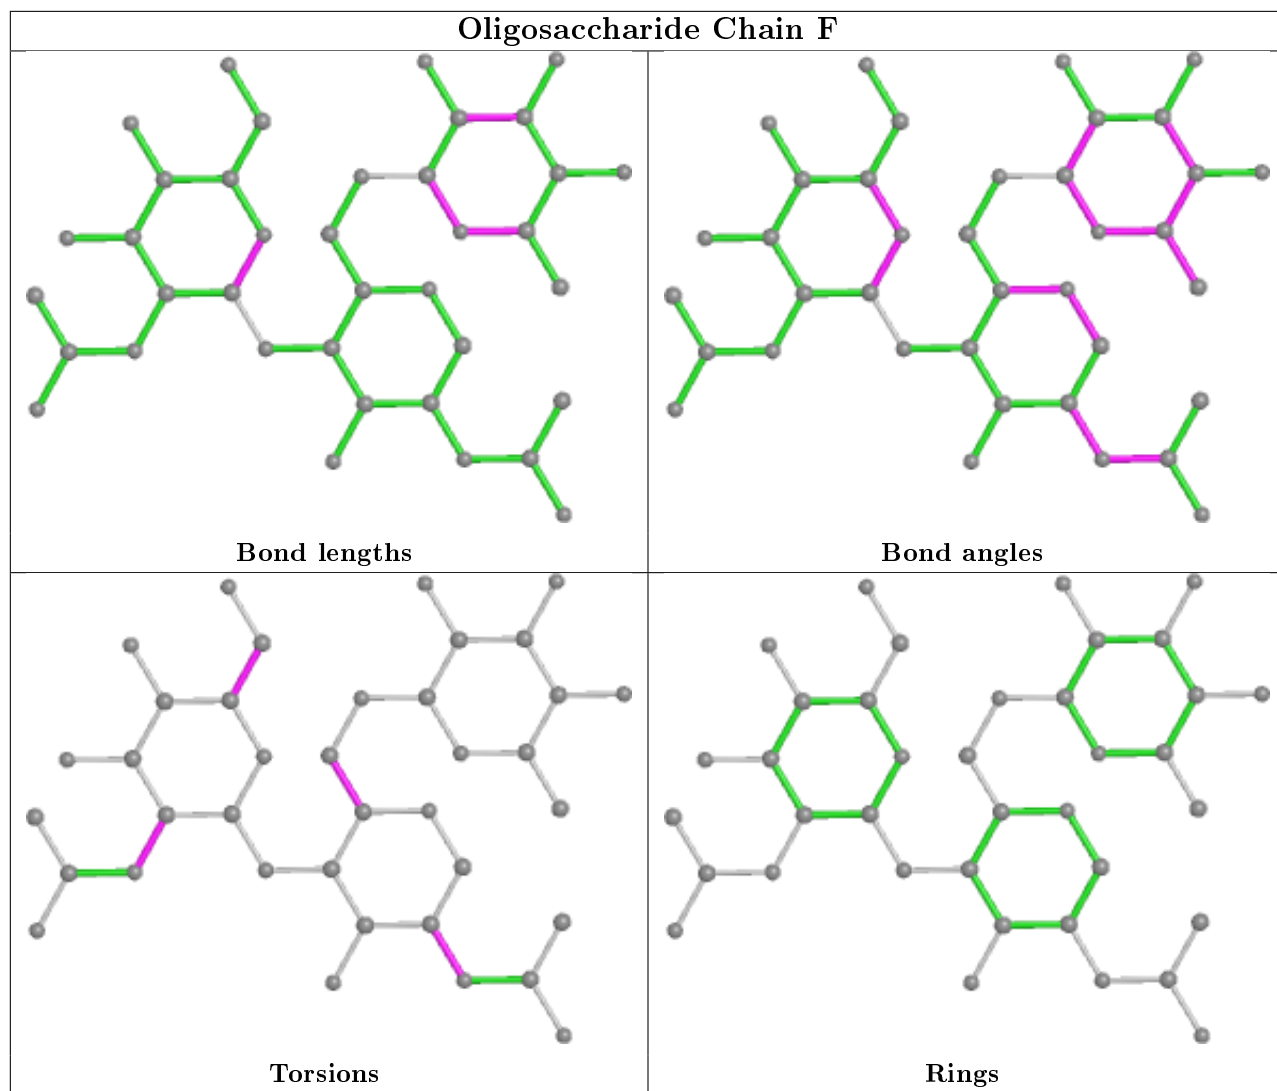 Oligosaccharide Chain F
Bond lengths
Bond angles
Torsions
Rings